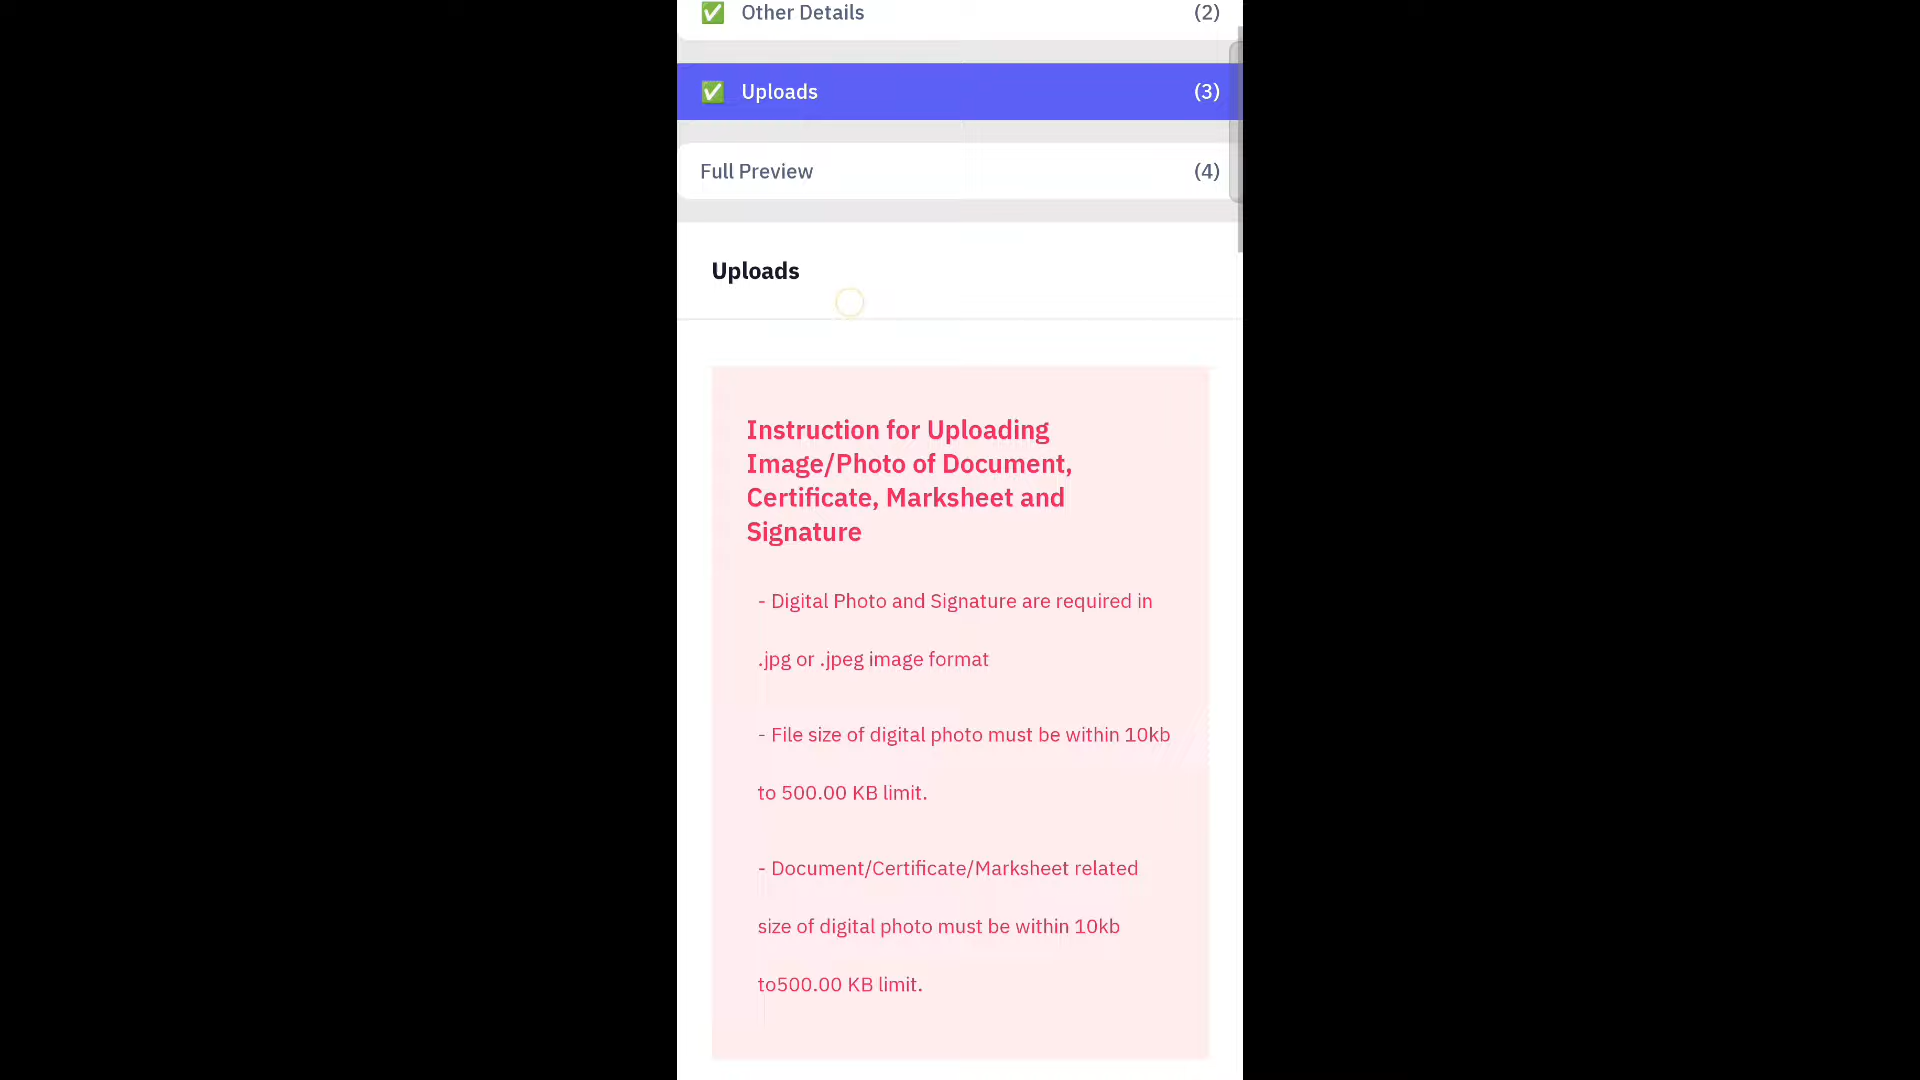 ✅ Other Details (2)
✅ Uploads (3)
Full Preview (4)
Uploads
Instruction for Uploading
Image/Photo of Document,
Certificate, Marksheet and
Signature
- Digital Photo and Signature are required in
.jpg or .jpeg image format
- File size of digital photo must be within 10kb
to 500.00 KB limit.
- Document/Certificate/Marksheet related
size of digital photo must be within 10kb
to500.00 KB limit.